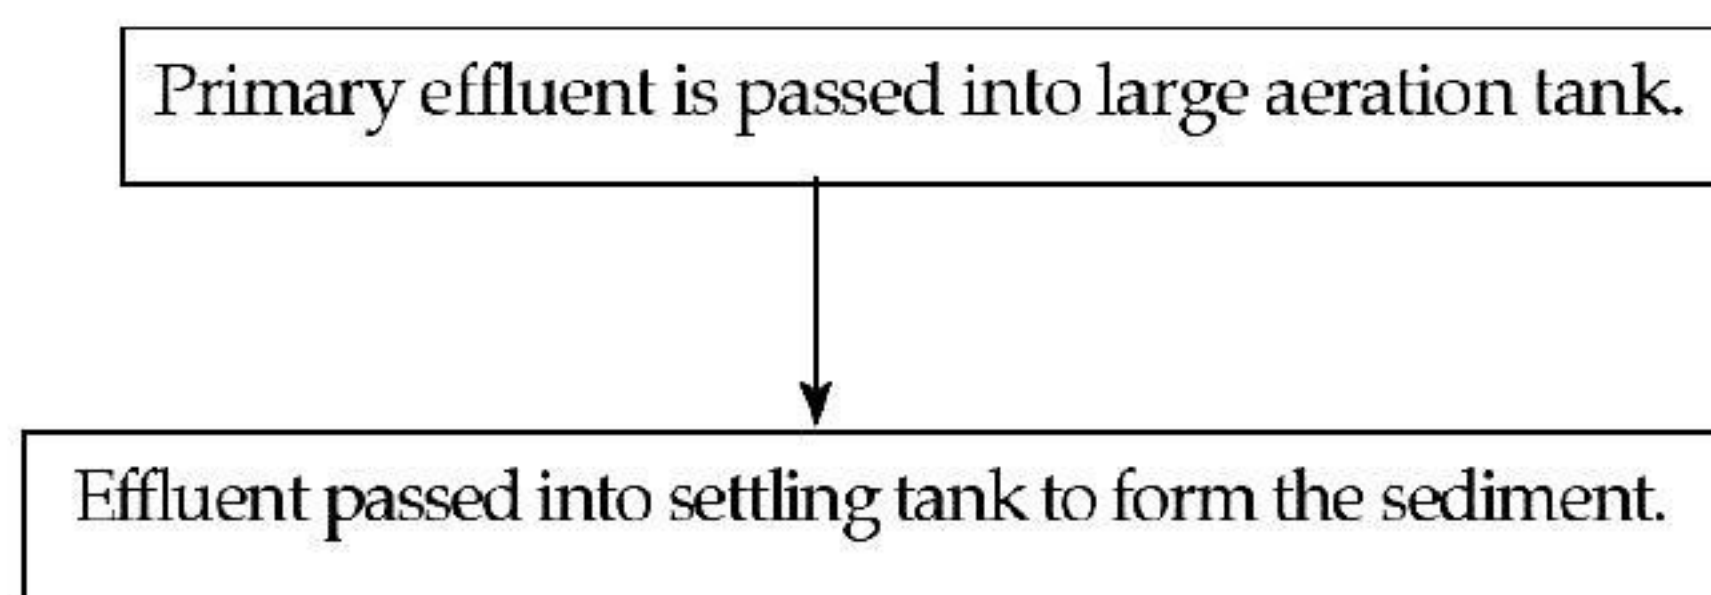 Primary effluent is passed into large aeration tank.
Effluent passed into settling tank to form the sediment.